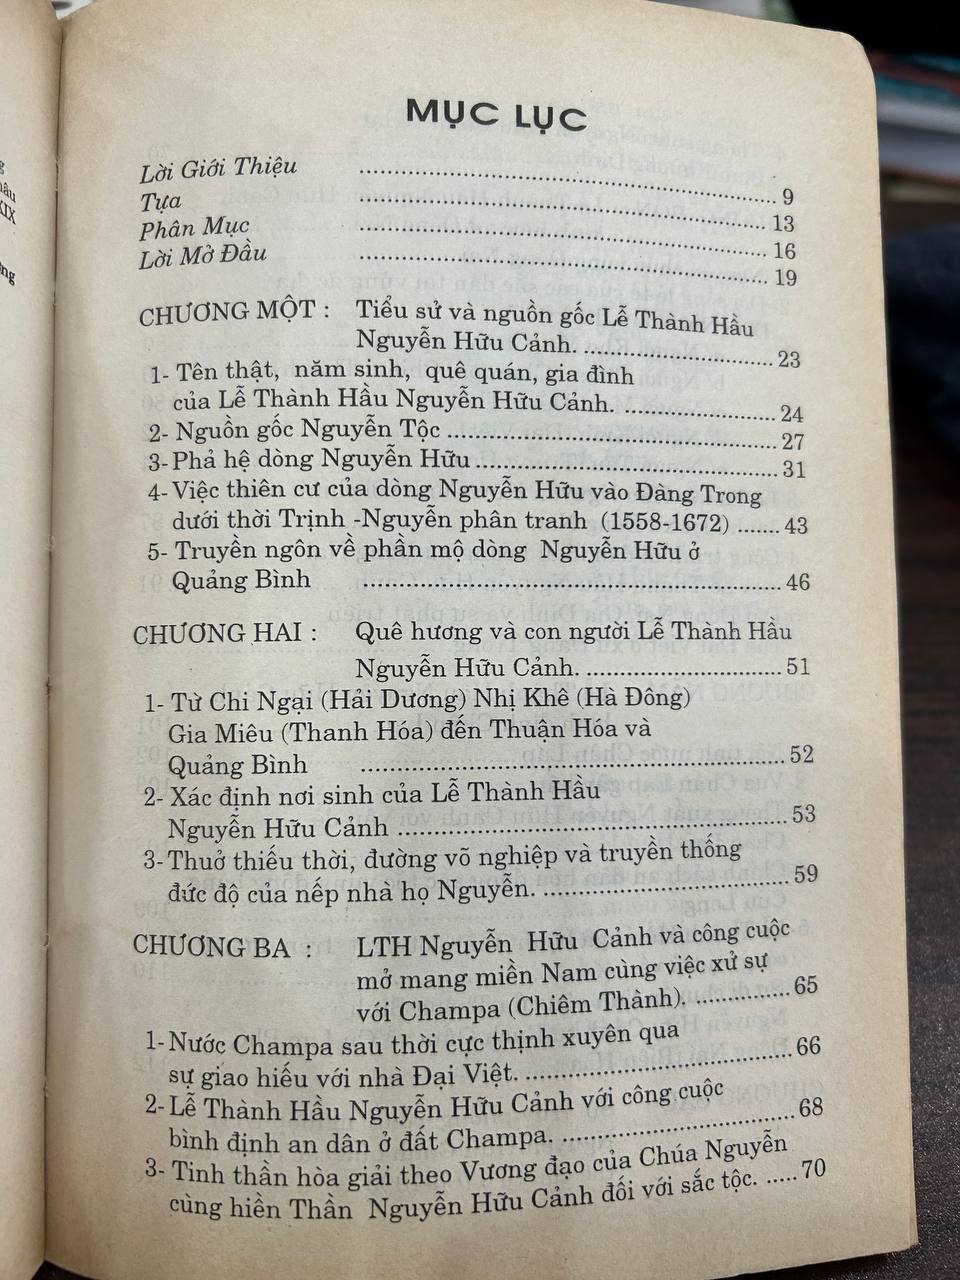 MỤC LỤC
Lời Giới Thiệu .......... 9
Tựa .......... 13
Phân Mục .......... 16
Lời Mở Đầu .......... 19
CHƯƠNG MỘT : Tiểu sử và nguồn gốc Lễ Thành Hầu
Nguyễn Hữu Cảnh. .......... 23
1- Tên thật, năm sinh, quê quán, gia đình
của Lễ Thành Hầu Nguyễn Hữu Cảnh. .......... 24
2- Nguồn gốc Nguyễn Tộc .......... 27
3- Phả hệ dòng Nguyễn Hữu .......... 31
4- Việc thiên cư của dòng Nguyễn Hữu vào Đàng Trong
dưới thời Trịnh -Nguyễn phân tranh (1558-1672) ....... 43
5- Truyền ngôn về phần mộ dòng Nguyễn Hữu ở
Quảng Bình .......... 46
CHƯƠNG HAI : Quê hương và con người Lễ Thành Hầu
Nguyễn Hữu Cảnh. .......... 51
1- Từ Chi Ngại (Hải Dương) Nhị Khê (Hà Đông)
Gia Miêu (Thanh Hóa) đến Thuận Hóa và
Quảng Bình .......... 52
2- Xác định nơi sinh của Lễ Thành Hầu
Nguyễn Hữu Cảnh .......... 53
3- Thuở thiếu thời, đường võ nghiệp và truyền thống
đức độ của nếp nhà họ Nguyễn. .......... 59
CHƯƠNG BA : LTH Nguyễn Hữu Cảnh và công cuộc
mở mang miền Nam cùng việc xử sự
với Champa (Chiêm Thành). .......... 65
1- Nước Champa sau thời cực thịnh xuyên qua
sự giao hiếu với nhà Đại Việt. .......... 66
2- Lễ Thành Hầu Nguyễn Hữu Cảnh với công cuộc
bình định an dân ở đất Champa. .......... 68
3- Tinh thần hòa giải theo Vương đạo của Chúa Nguyễn
cùng hiền Thần Nguyễn Hữu Cảnh đối với sắc tộc. ..... 70